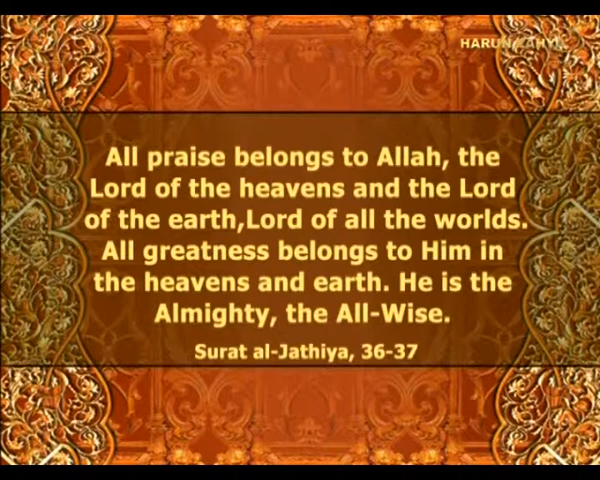 HARUN YAHYA
All praise belongs to Allah, the
Lord of the heavens and the Lord
of the earth,Lord of all the worlds.
All greatness belongs to Him in
the heavens and earth. He is the
Almighty, the All-Wise.
Surat al-Jathiya, 36-37